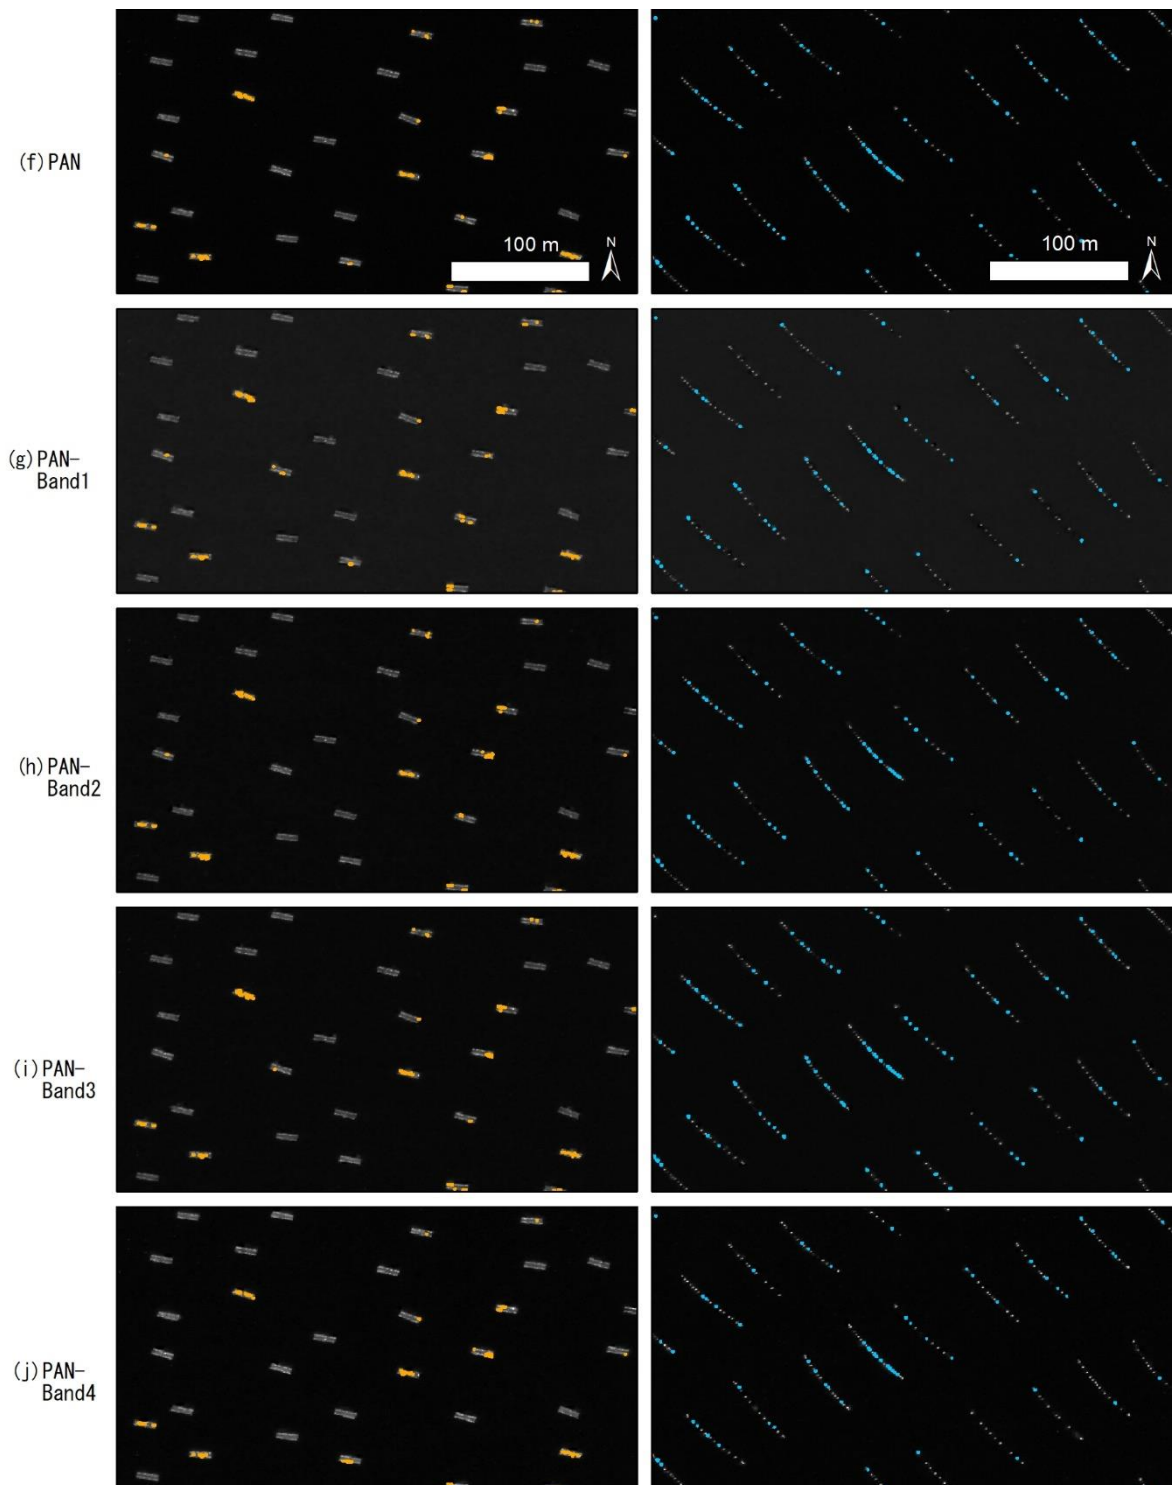 (f) PAN
100 m
N
100 m
N
(g) PAN-
Band1
(h) PAN-
Band2
(i) PAN-
Band3
(j) PAN-
Band4